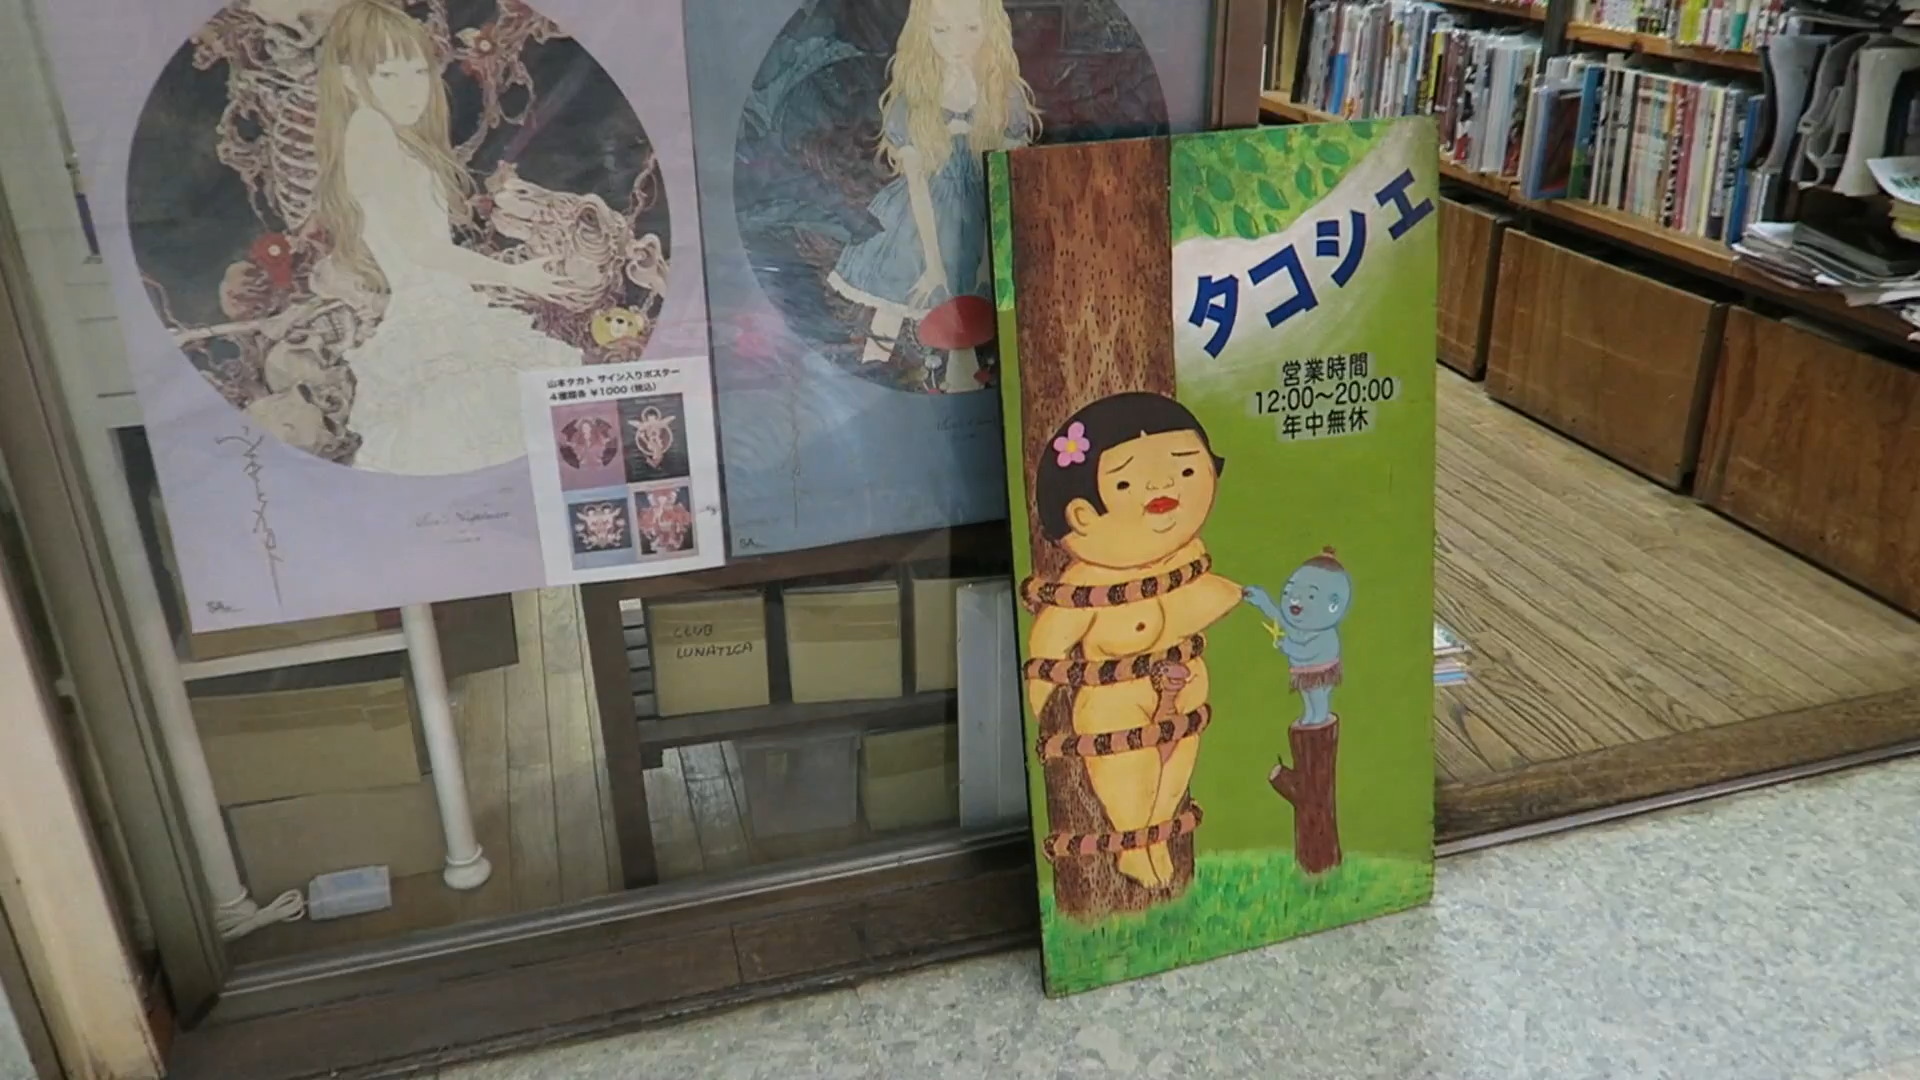 タコシエ
営業時間
12:00〜20:00
年中無休
山本タカト サイン入りポスター
4種類各 ¥1000(税込)
CLUB
LUNATICA